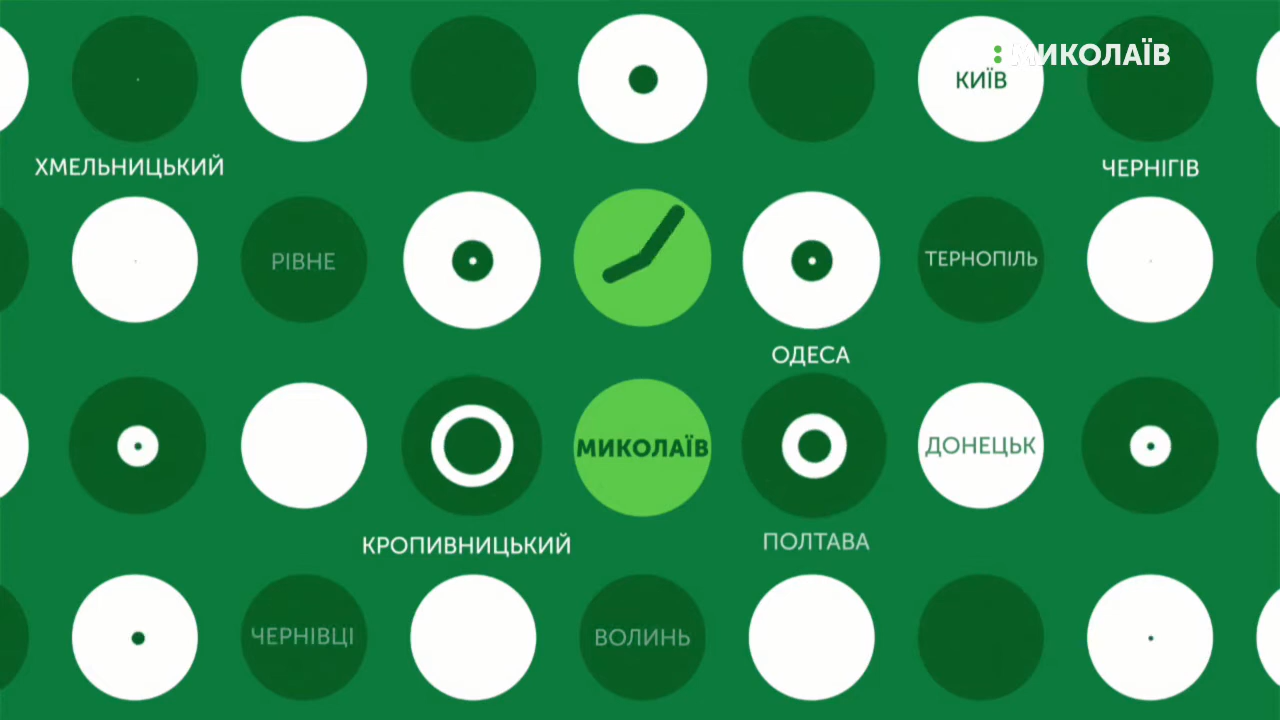 МИКОЛАЇВ
КИЇВ
ХМЕЛЬНИЦЬКИЙ
ЧЕРНІГІВ
РІВНЕ
ТЕРНОПІЛЬ
ОДЕСА
МИКОЛАЇВ
ДОНЕЦЬК
КРОПИВНИЦЬКИЙ
ПОЛТАВА
ЧЕРНІВЦІ
ВОЛИНЬ